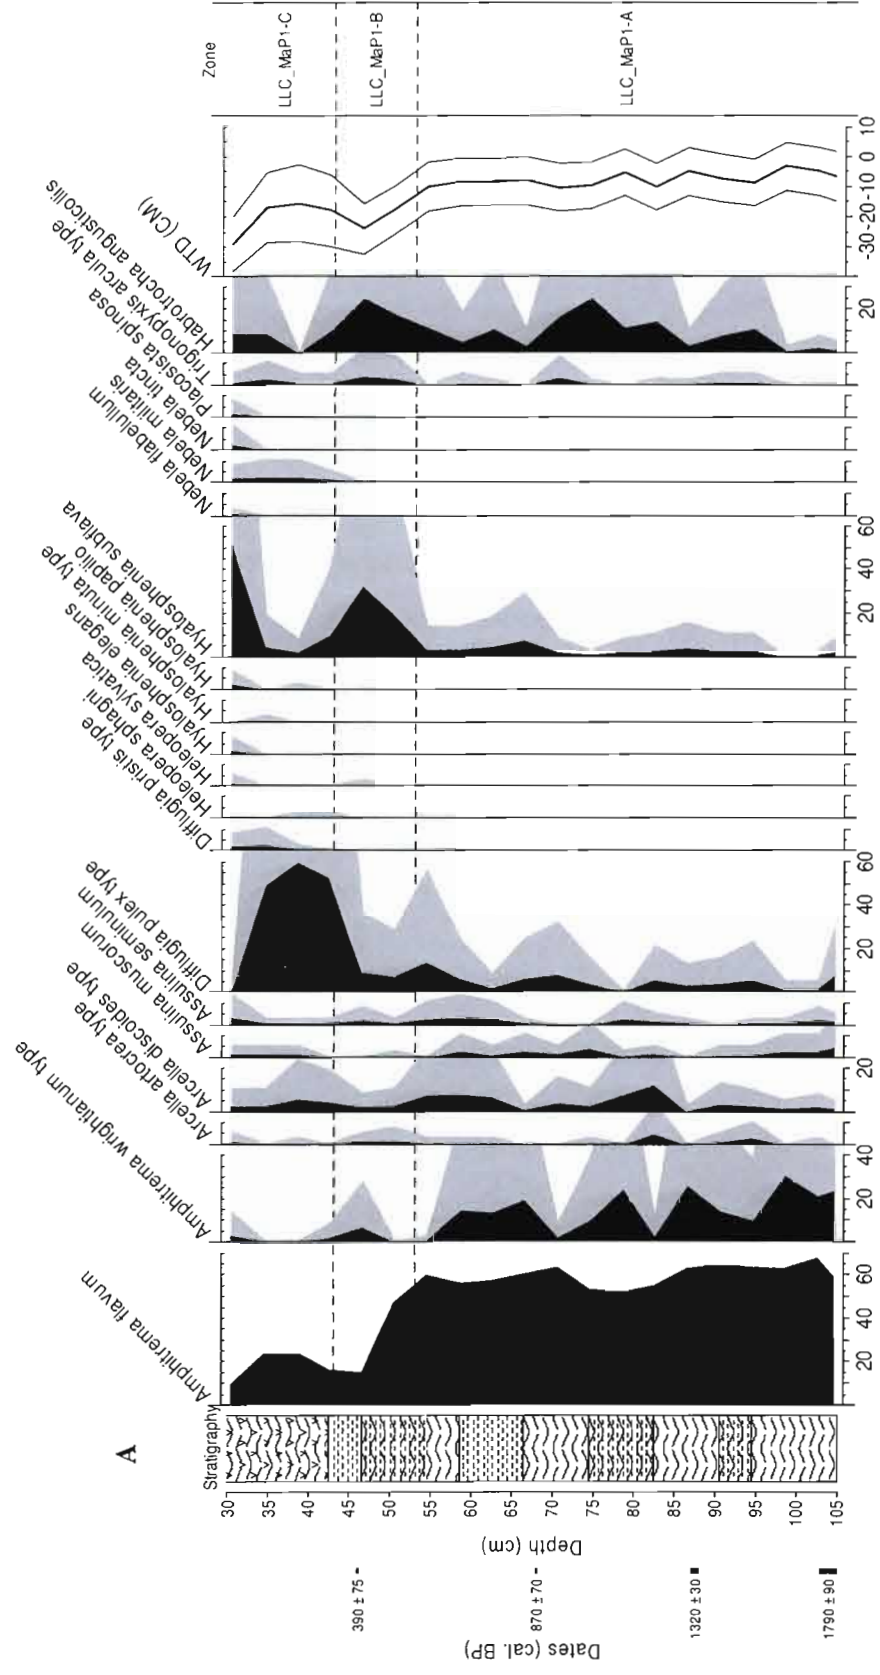 A
Dates (cal. BP)
390 ± 75
870 ± 70
1320 ± 30
1790 ± 90
Depth (cm)
30
35
40
45
50
55
60
65
70
75
80
85
90
95
100
105
Stratigraphy
Amphitrema flavum
20
40
60
Amphitrema wrightianum type
20
40
Arcella artocrea type
Arcella discoides type
20
Assulina muscorum
Assulina seminulum
Difflugia pulex type
20
40
60
Difflugia pristis type
Heleopera sphagni
Heleopera sylvatica
Hyalosphenia elegans
Hyalosphenia minuta type
Hyalosphenia papilio
Hyalosphenia subflava
20
40
60
Nebela flabelullum
Nebela militaris
Nebela tincta
Placosista spinosa
Trigonopyxis arcula type
Habrotrocha angusticollis
20
WTD (CM)
-30
-20
-10
0
10
Zone
LLC_MaP1-C
LLC_MaP1-B
LLC_MaP1-A